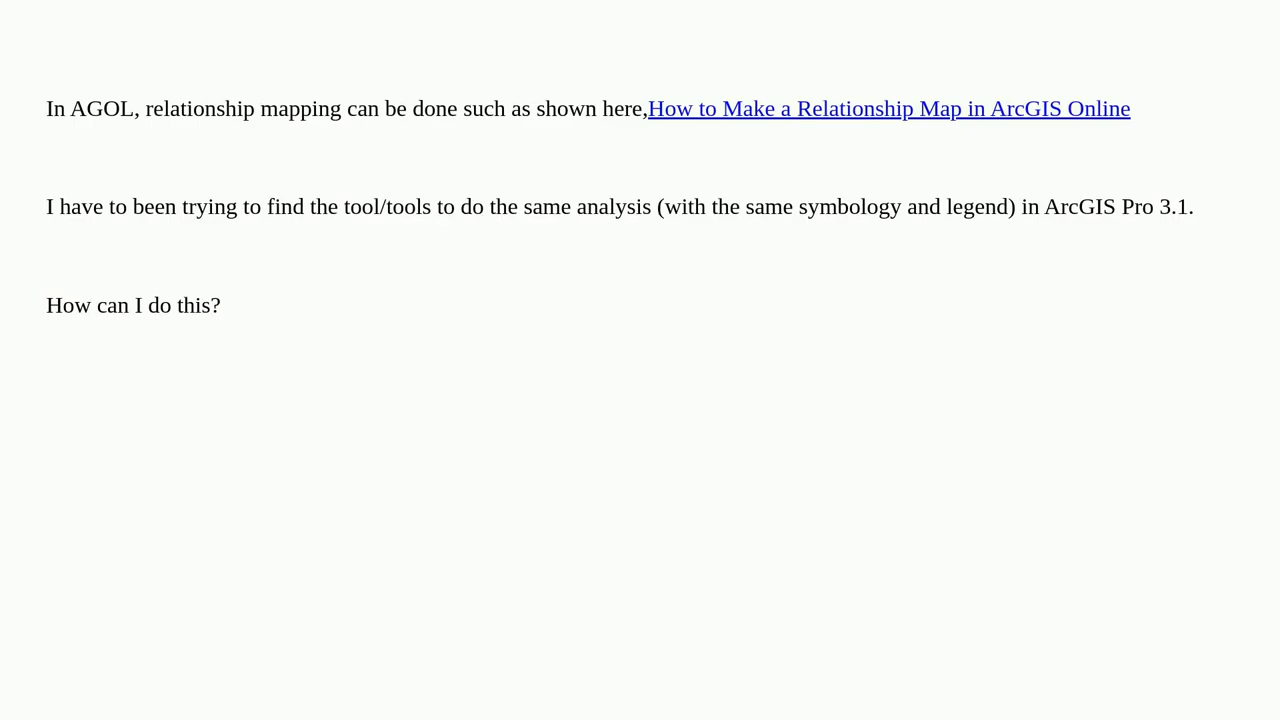 In AGOL, relationship mapping can be done such as shown here,How to Make a Relationship Map in ArcGIS Online
I have to been trying to find the tool/tools to do the same analysis (with the same symbology and legend) in ArcGIS Pro 3.1.
How can I do this?